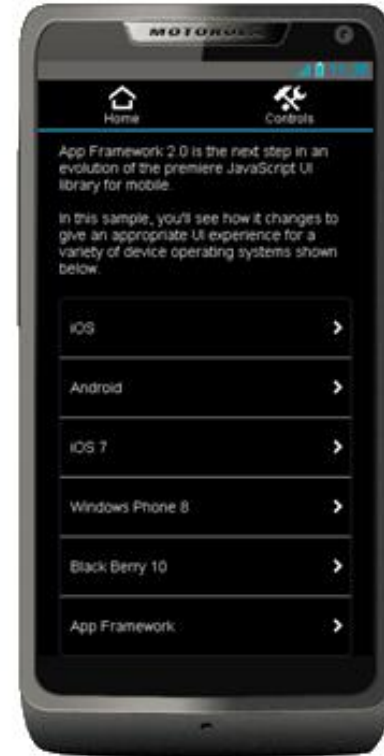 MOTOROLA
Home
Controls
App Framework 2.0 is the next step in an
evolution of the premiere JavaScript UI
library for mobile.
In this sample, you'll see how it changes to
give an appropriate UI experience for a
variety of device operating systems shown
below.
iOS
Android
iOS 7
Windows Phone 8
Black Berry 10
App Framework